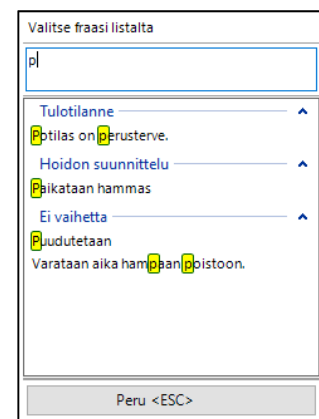 Valitse fraasi listalta
p
Tulotilanne
Potilas on perusterve.
Hoidon suunnittelu
Paikataan hammas
Ei vaihetta
Puudutetaan
Varataan aika hampaan poistoon.
Peru <ESC>